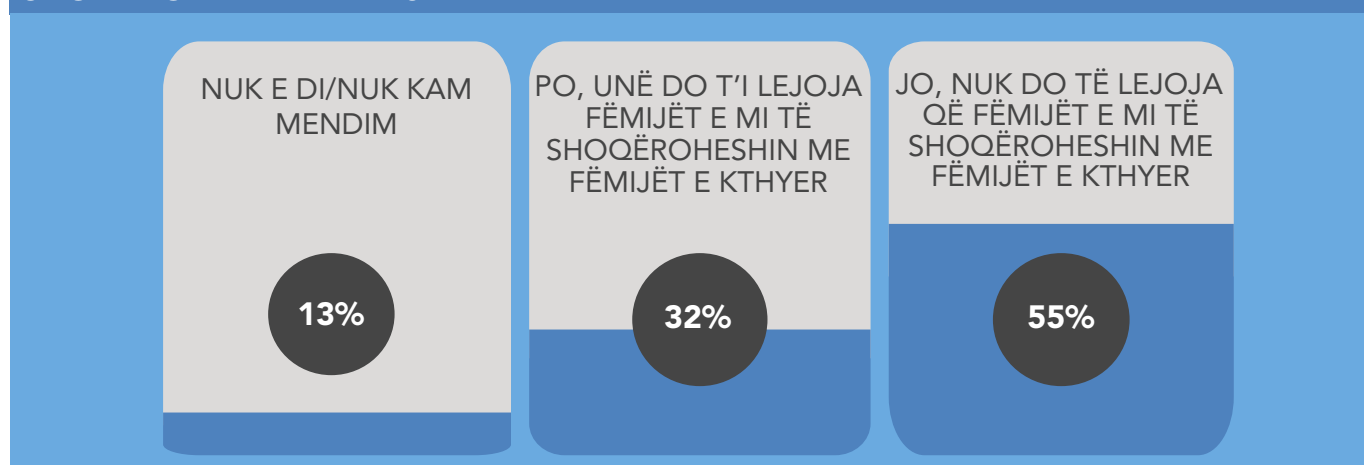 NUK E DI/NUK KAM
MENDIM
13%
PO, UNË DO T'I LEJOJA
FËMIJËT E MI TË
SHOQËROHESHIN ME
FËMIJËT E KTHYER
32%
JO, NUK DO TË LEJOJA
QË FËMIJËT E MI TË
SHOQËROHESHIN ME
FËMIJËT E KTHYER
55%